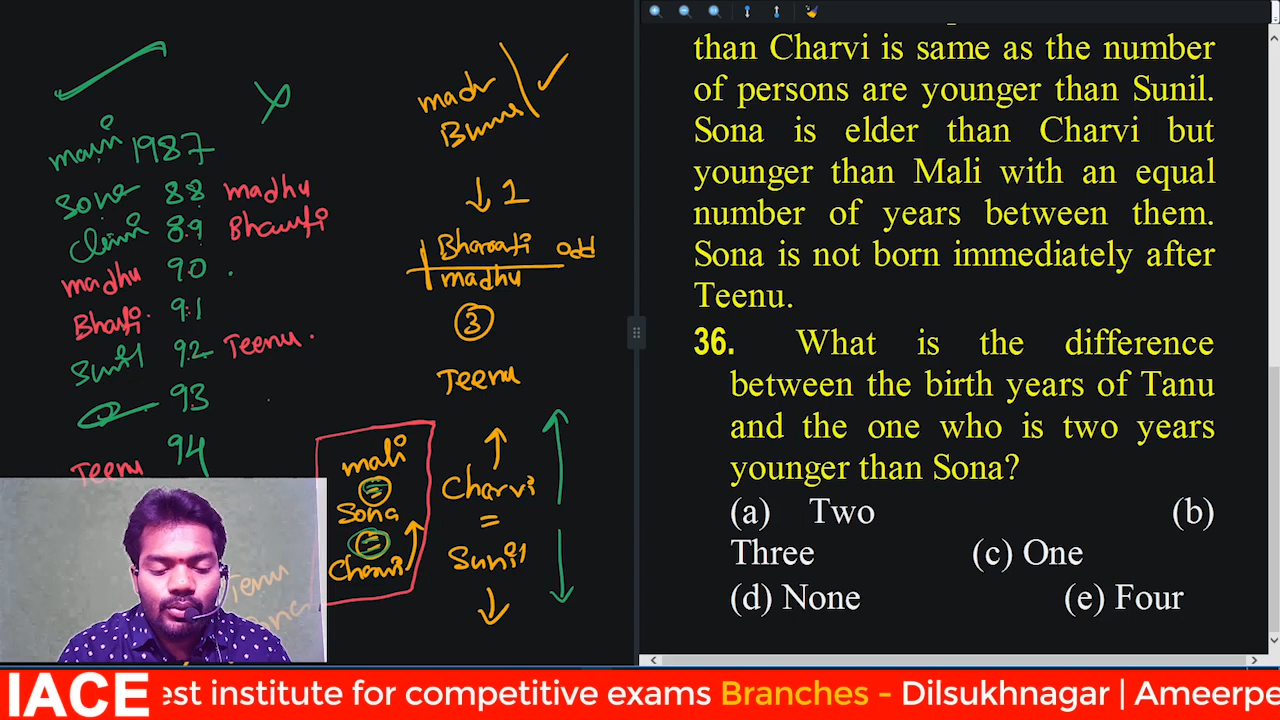 main 1987
Sona 88 madhu
89 Bharati
madhu 90
Bharti 91
Sunil 92 Teenu
93
94
Teenu
madhu
↓ 1
Bharati odd
madhu
3
Teenu
mali
=
Sona
=
Charvi
Charvi
=
Sunil
than Charvi is same as the number
of persons are younger than Sunil.
Sona is elder than Charvi but
younger than Mali with an equal
number of years between them.
Sona is not born immediately after
Teenu.
36. What is the difference
between the birth years of Tanu
and the one who is two years
younger than Sona?
(a) Two (b)
Three (c) One
(d) None (e) Four
IACE est institute for competitive exams Branches - Dilsukhnagar | Ameerpe